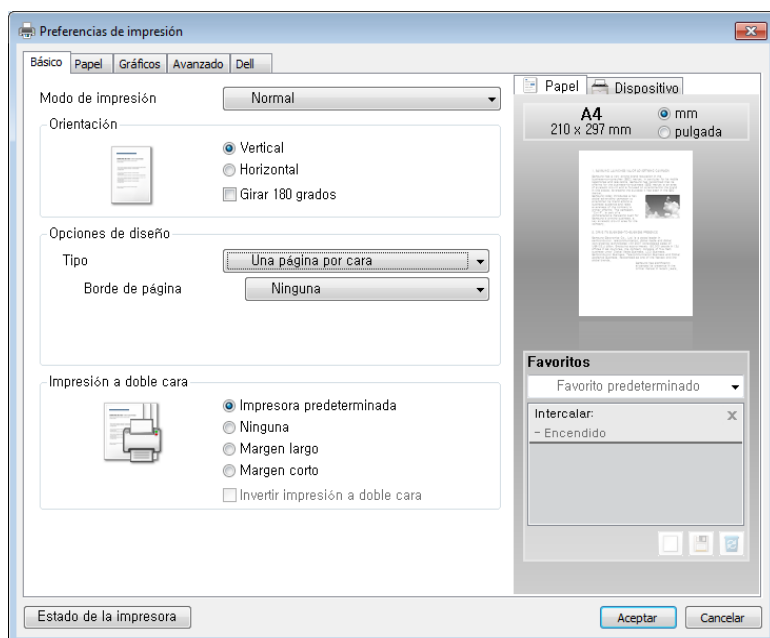 Preferencias de impresión
Básico Papel Gráficos Avanzado Dell
Modo de impresión Normal
Orientación
Vertical
Horizontal
Girar 180 grados
Opciones de diseño
Tipo Una página por cara
Borde de página Ninguna
Impresión a doble cara
Impresora predeterminada
Ninguna
Margen largo
Margen corto
Invertir impresión a doble cara
Papel Dispositivo
A4
210 x 297 mm
mm
pulgada
Favoritos
Favorito predeterminado
Intercalar:
- Encendido
Estado de la impresora Aceptar Cancelar